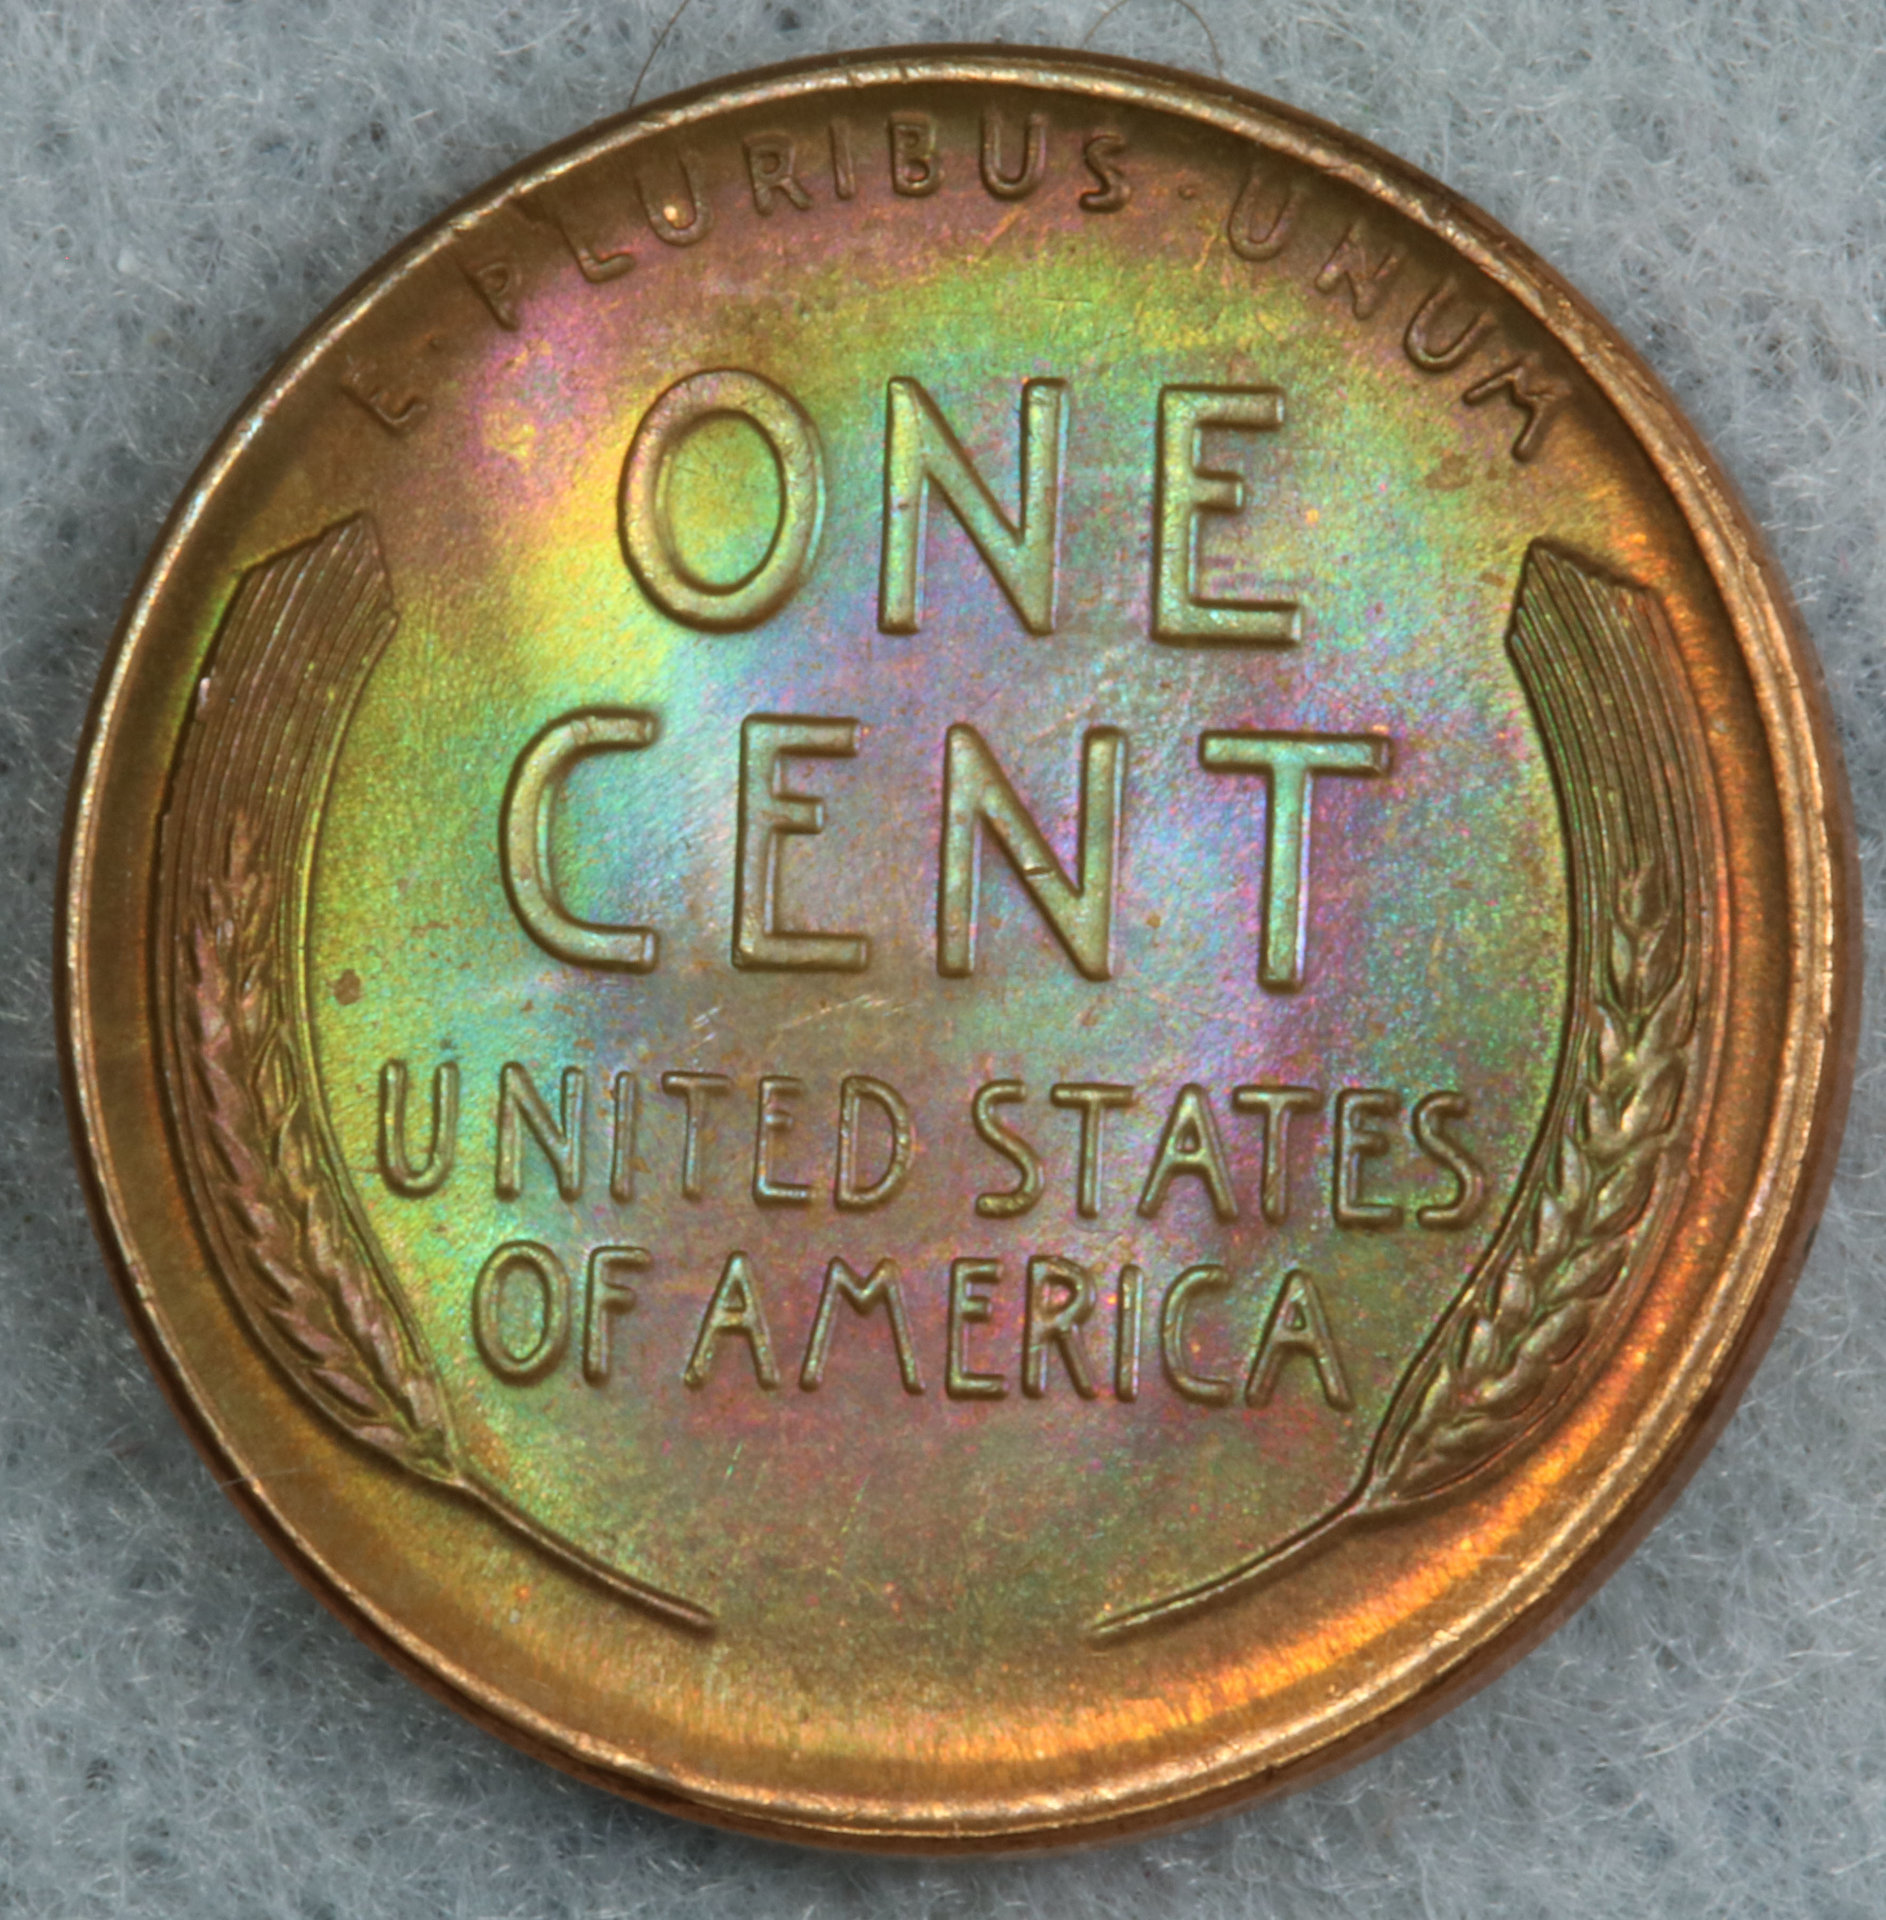 E·PLURIBUS·UNUM
ONE
CENT
UNITED STATES
OF AMERICA